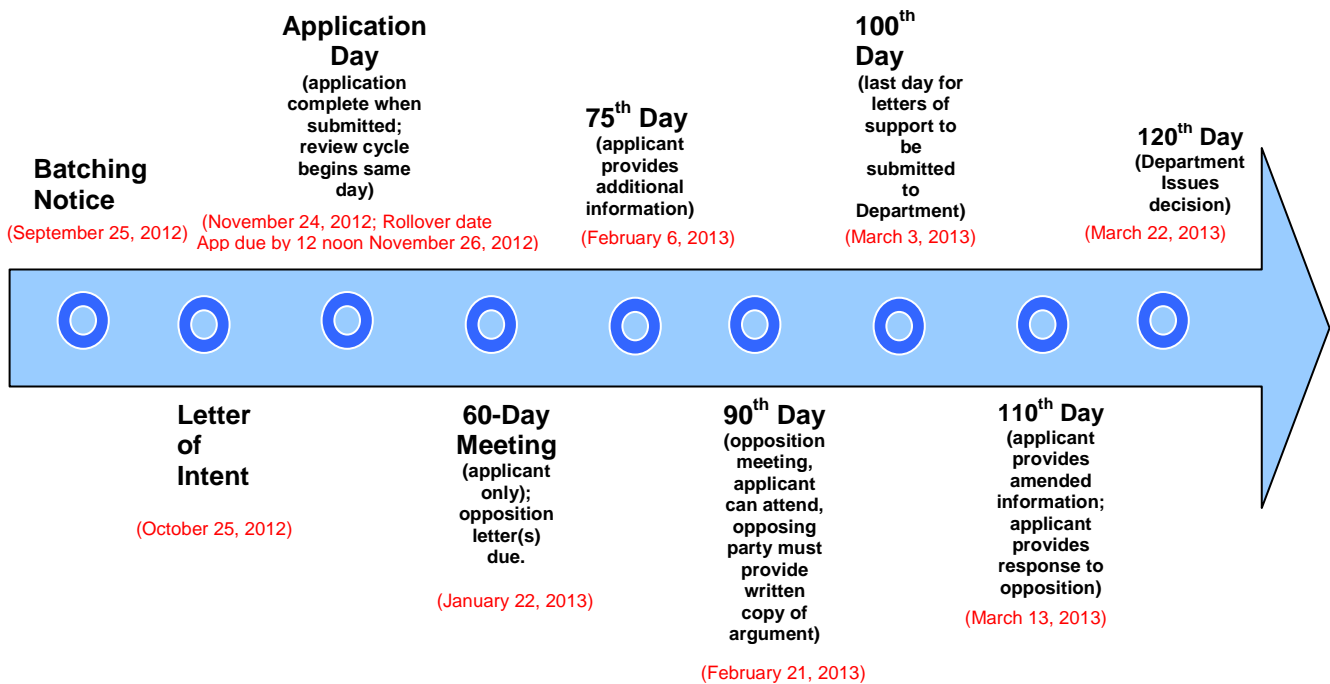 Batching
Notice
(September 25, 2012)
Letter
of
Intent
(October 25, 2012)
Application
Day
(application
complete when
submitted;
review cycle
begins same
day)
(November 24, 2012; Rollover date
App due by 12 noon November 26, 2012)
60-Day
Meeting
(applicant
only);
opposition
letter(s)
due.
(January 22, 2013)
75th Day
(applicant
provides
additional
information)
(February 6, 2013)
90th Day
(opposition
meeting,
applicant
can attend,
opposing
party must
provide
written
copy of
argument)
(February 21, 2013)
100th
Day
(last day for
letters of
support to
be
submitted
to
Department)
(March 3, 2013)
110th Day
(applicant
provides
amended
information;
applicant
provides
response to
opposition)
(March 13, 2013)
120th Day
(Department
Issues
decision)
(March 22, 2013)